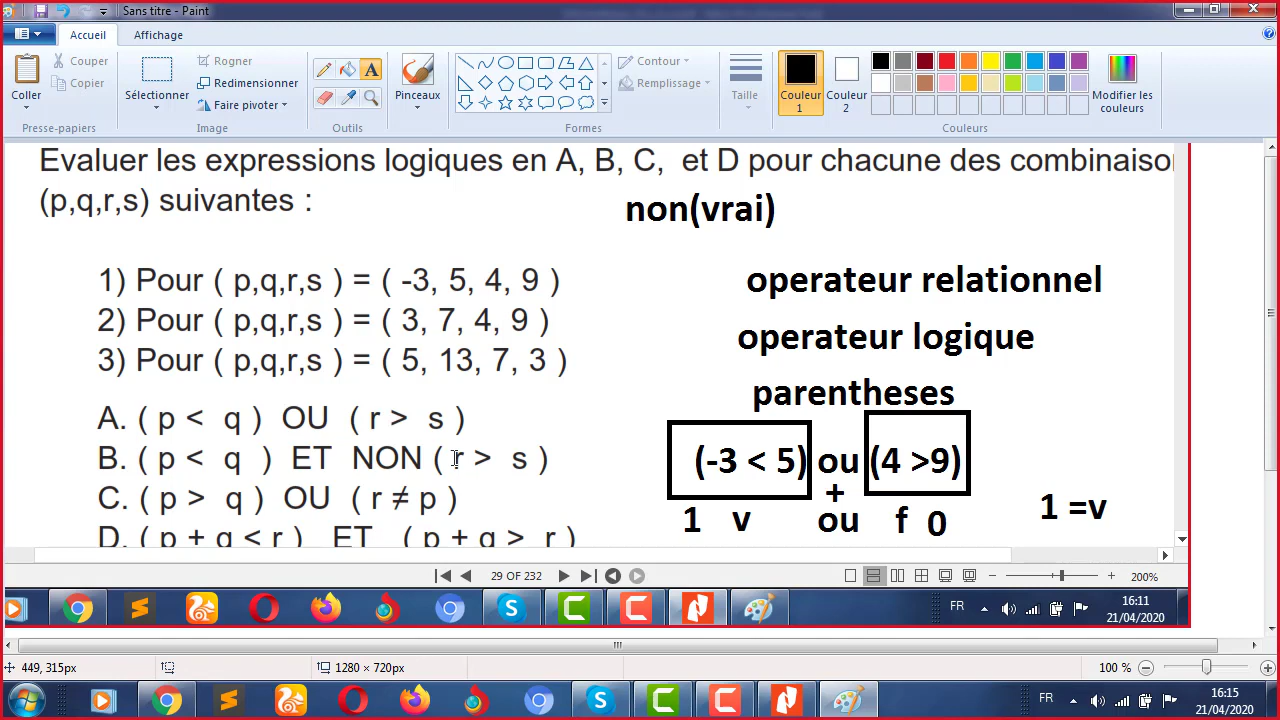 Sans titre - Paint
Accueil Affichage
Coller
Couper
Copier
Presse-papiers
Sélectionner
Rogner
Redimensionner
Faire pivoter
Image
Outils
Pinceaux
Formes
Contour
Remplissage
Taille
Couleur 1
Couleur 2
Modifier les couleurs
Couleurs
Evaluer les expressions logiques en A, B, C, et D pour chacune des combinaison
(p,q,r,s) suivantes :
non(vrai)
1) Pour ( p,q,r,s ) = ( -3, 5, 4, 9 )
2) Pour ( p,q,r,s ) = ( 3, 7, 4, 9 )
3) Pour ( p,q,r,s ) = ( 5, 13, 7, 3 )
operateur relationnel
operateur logique
parentheses
A. ( p < q ) OU ( r > s )
B. ( p < q ) ET NON ( r > s )
C. ( p > q ) OU ( r ≠ p )
D. ( p + q < r ) ET ( p + q > r )
(-3 < 5) ou (4 >9)
+
1 v ou f 0
1 =v
29 OF 232
200%
FR
16:11
21/04/2020
449, 315px
1280 × 720px
100 %
FR
16:15
21/04/2020